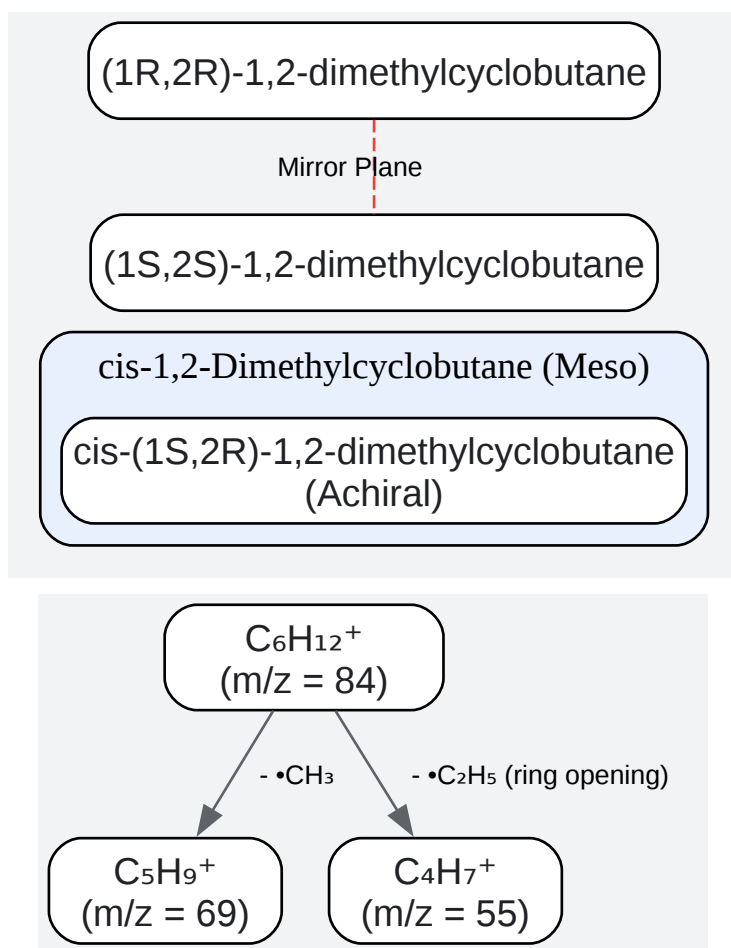 (1R,2R)-1,2-dimethylcyclobutane
Mirror Plane
(1S,2S)-1,2-dimethylcyclobutane
cis-1,2-Dimethylcyclobutane (Meso)
cis-(1S,2R)-1,2-dimethylcyclobutane
(Achiral)
C₆H₁₂⁺
(m/z = 84)
- •CH₃
- •C₂H₅ (ring opening)
C₅H₉⁺
(m/z = 69)
C₄H₇⁺
(m/z = 55)